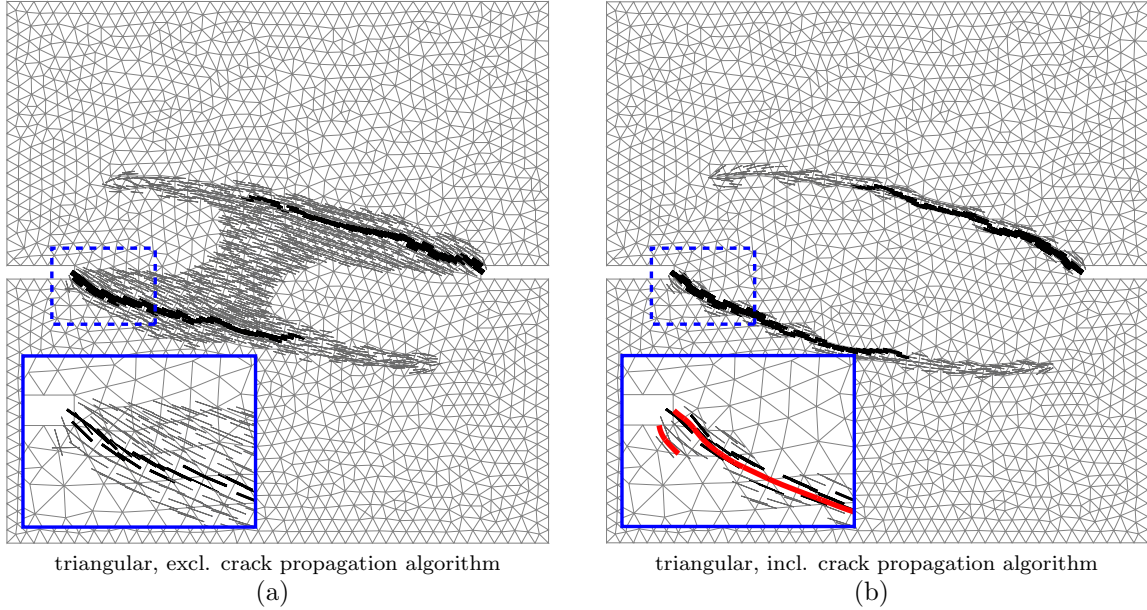 triangular, excl. crack propagation algorithm
(a)
triangular, incl. crack propagation algorithm
(b)